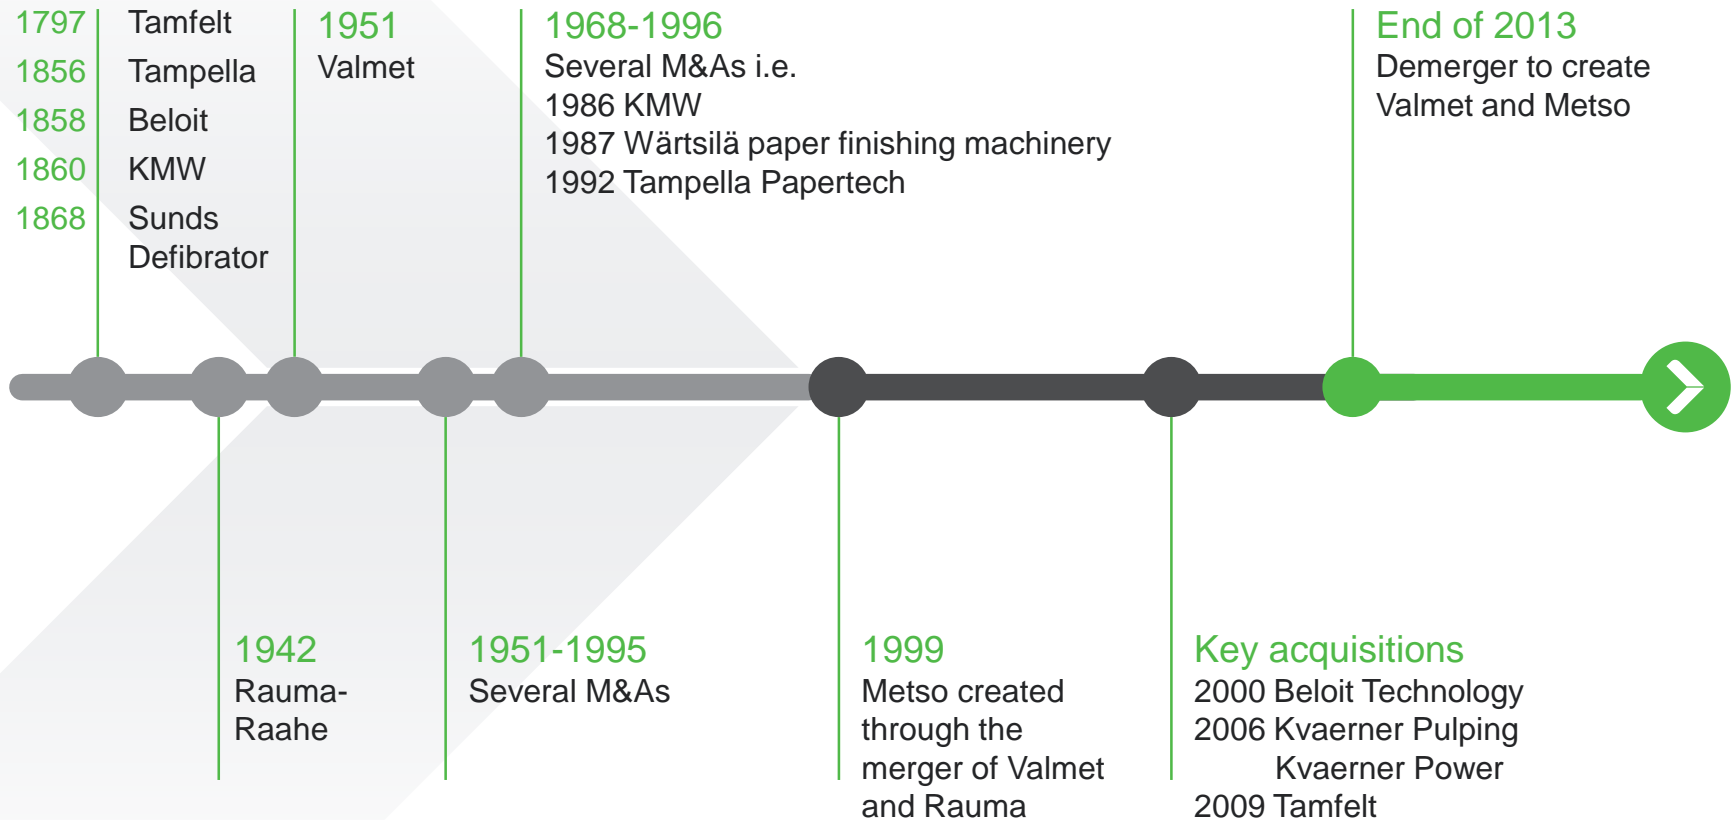 1797 Tamfelt
1856 Tampella
1858 Beloit
1860 KMW
1868 Sunds
Defibrator
1951
Valmet
1968-1996
Several M&As i.e.
1986 KMW
1987 Wärtsilä paper finishing machinery
1992 Tampella Papertech
End of 2013
Demerger to create
Valmet and Metso
1942
Rauma-
Raahe
1951-1995
Several M&As
1999
Metso created
through the
merger of Valmet
and Rauma
Key acquisitions
2000 Beloit Technology
2006 Kvaerner Pulping
Kvaerner Power
2009 Tamfelt